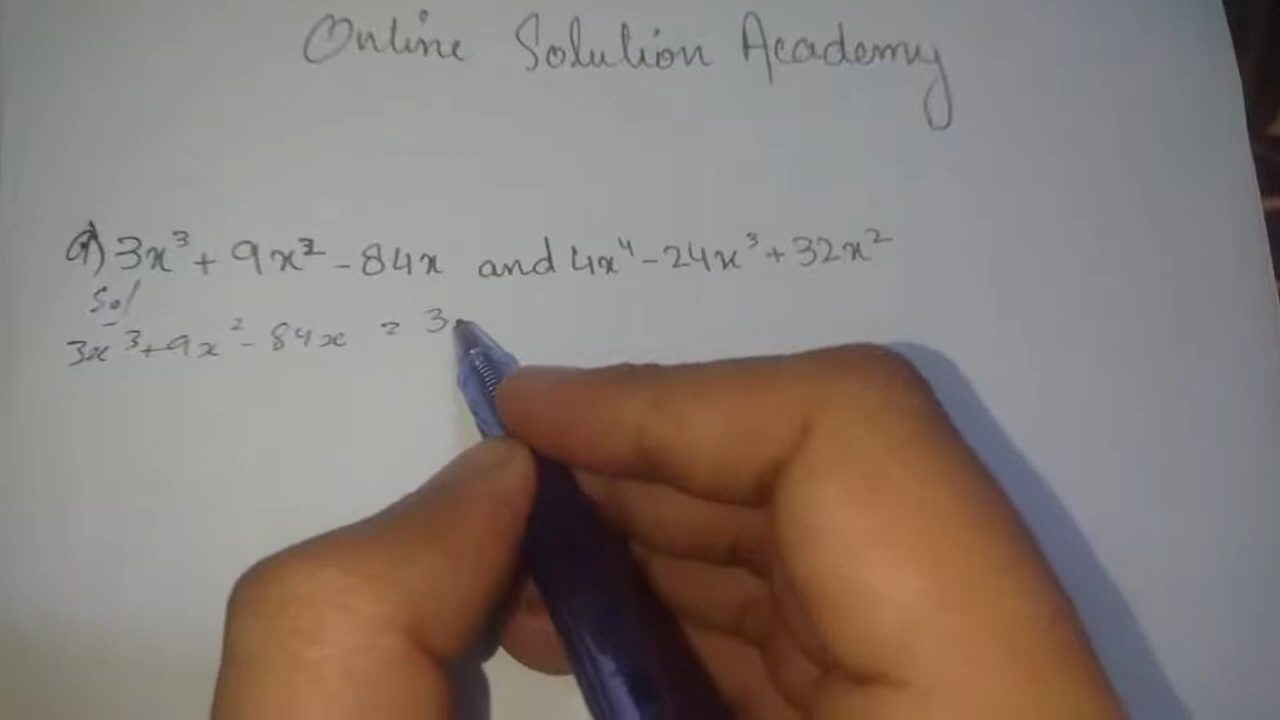 Online Solution Academy
Q) 3x³ + 9x² - 84x and 4x⁴ - 24x³ + 32x²
Sol
3x³ + 9x² - 84x = 3